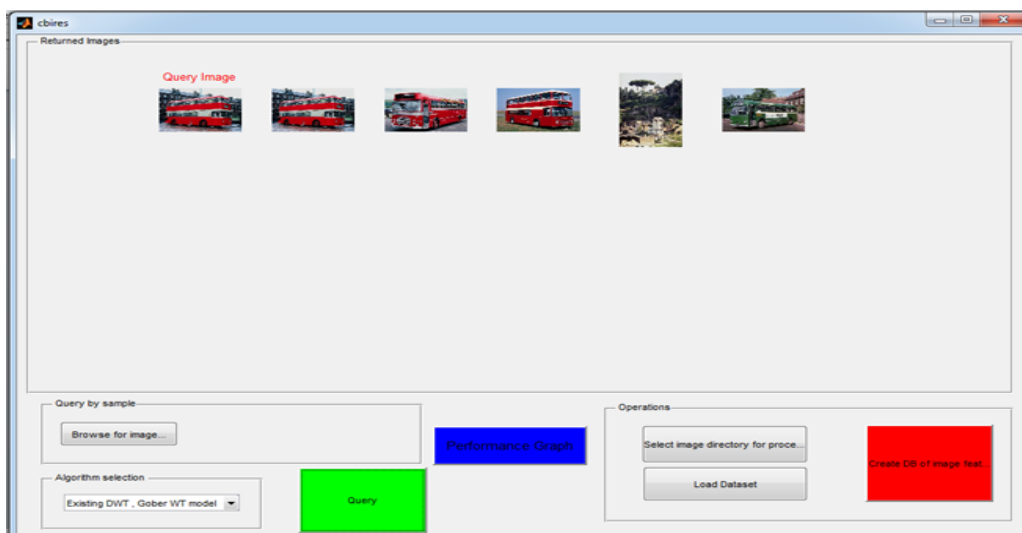 cbires
Returned Images
Query Image
Query by sample
Browse for image...
Algorithm selection
Existing DWT , Gober WT model
Query
Performance Graph
Operations
Select image directory for proce...
Load Dataset
Create DB of image feat...